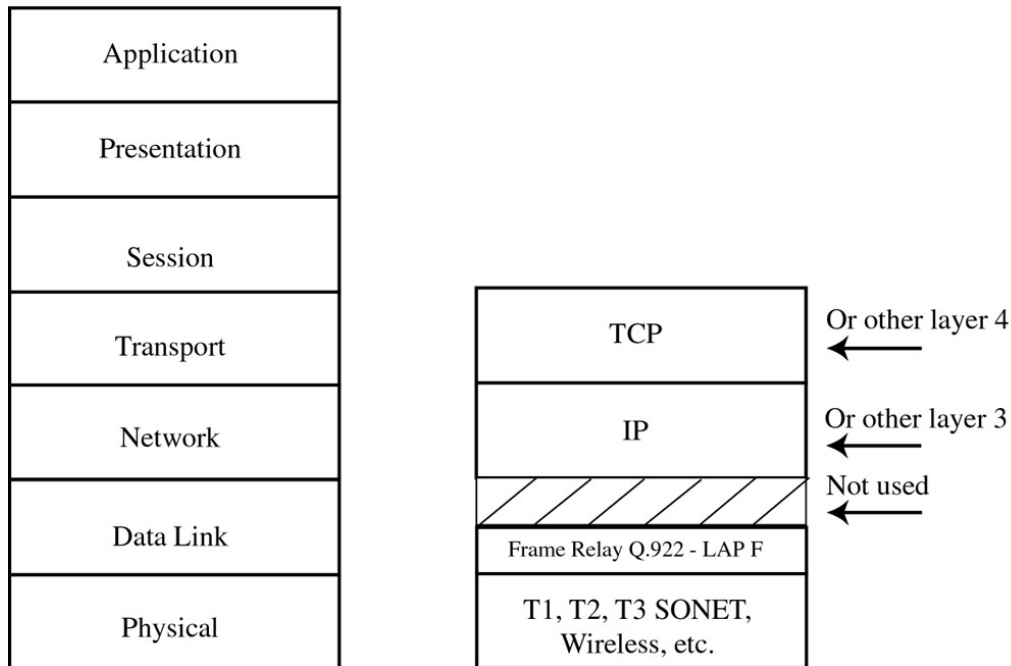 Application
Presentation
Session
Transport
Network
Data Link
Physical
TCP
Or other layer 4
IP
Or other layer 3
Not used
Frame Relay Q.922 - LAP F
T1, T2, T3 SONET,
Wireless, etc.